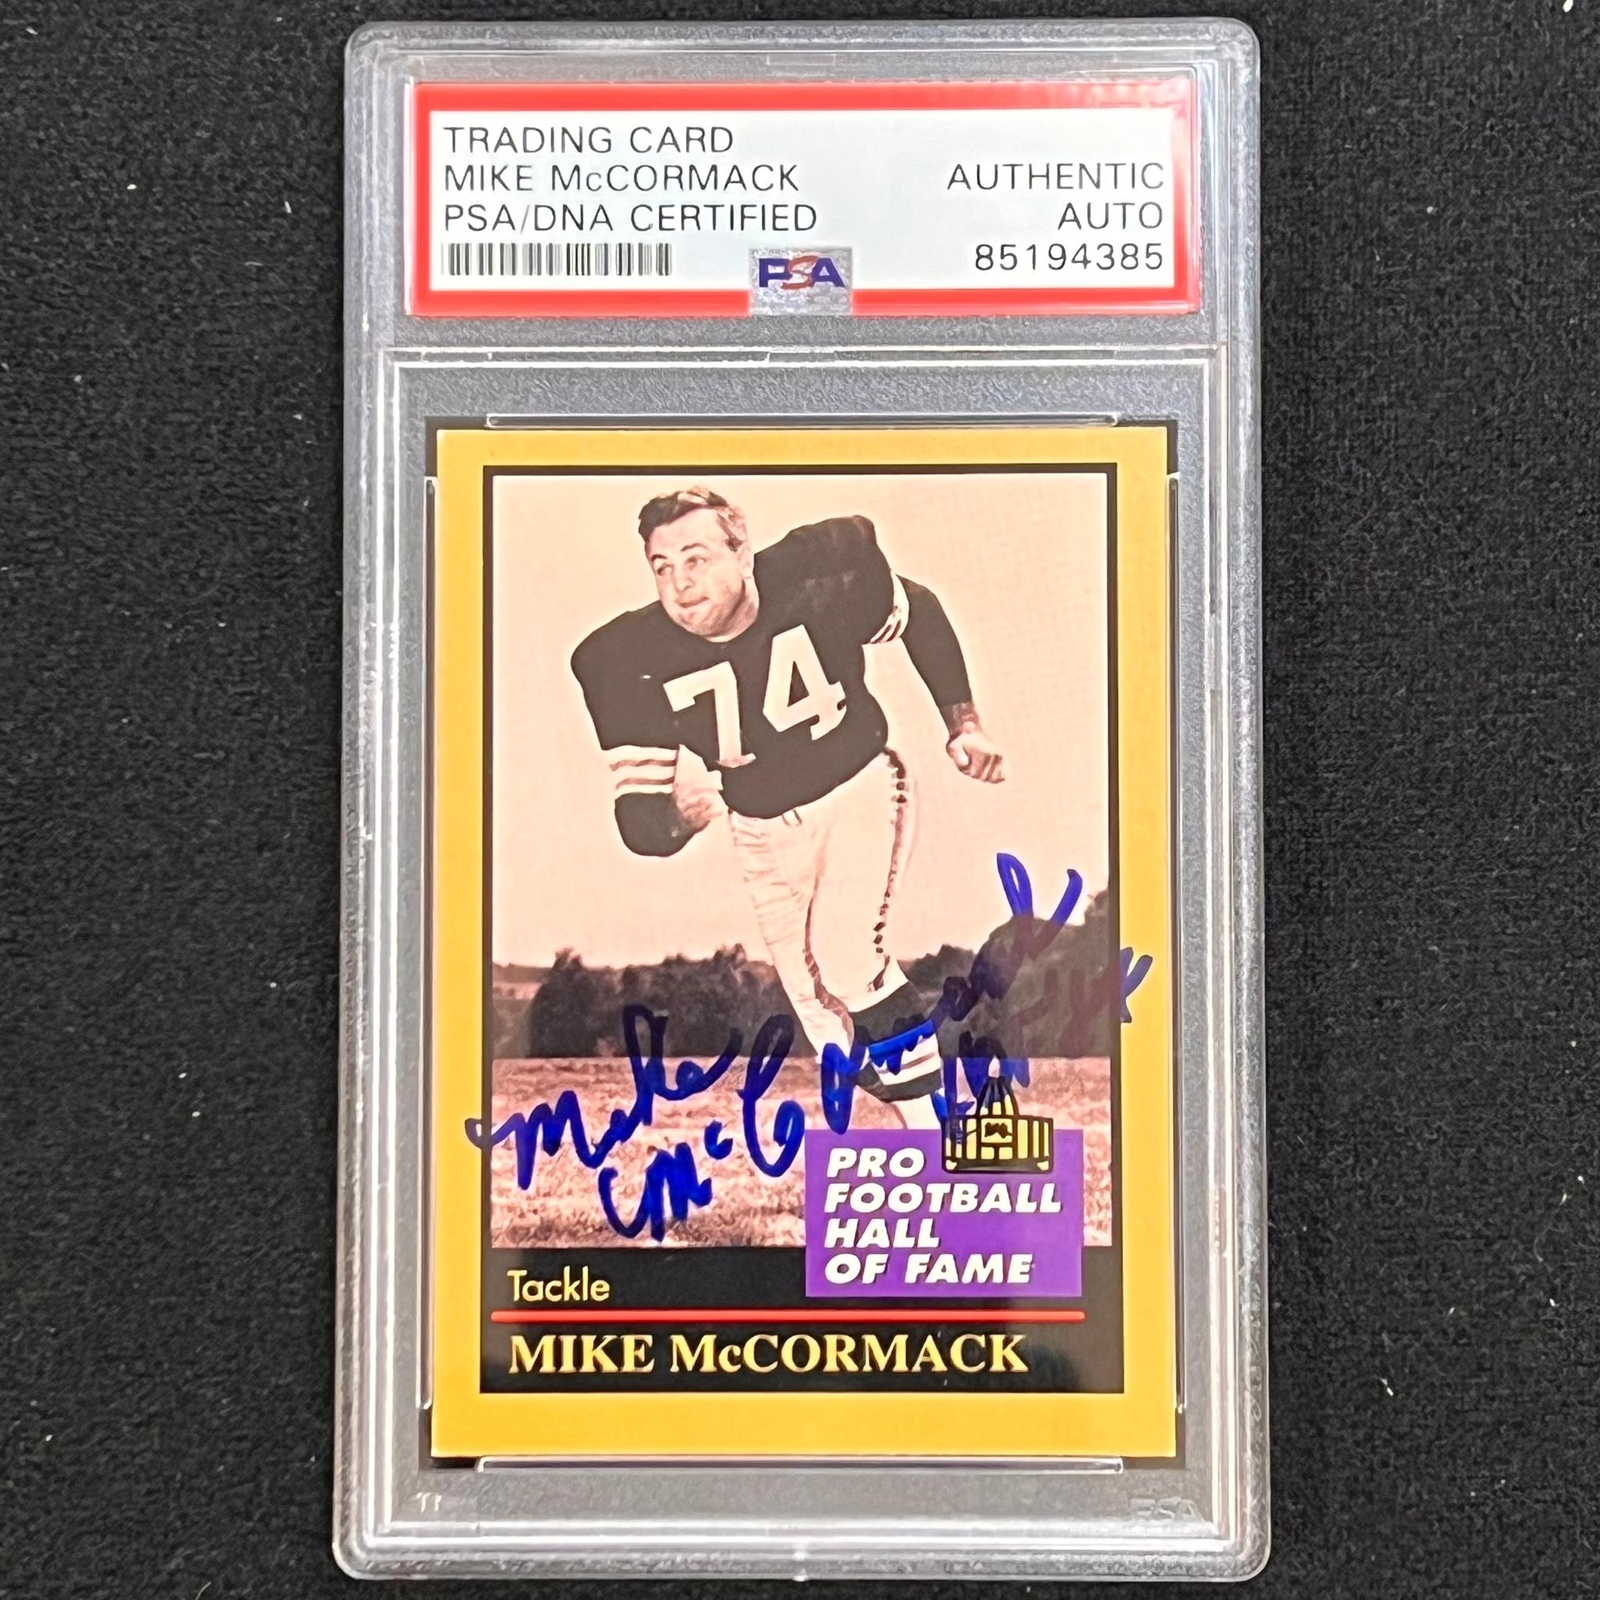 TRADING CARD
MIKE McCORMACK
PSA/DNA CERTIFIED
AUTHENTIC
AUTO
85194385
PSA
74
Mike McCormack
PRO
FOOTBALL
HALL
OF FAME
Tackle
MIKE McCORMACK
PSA